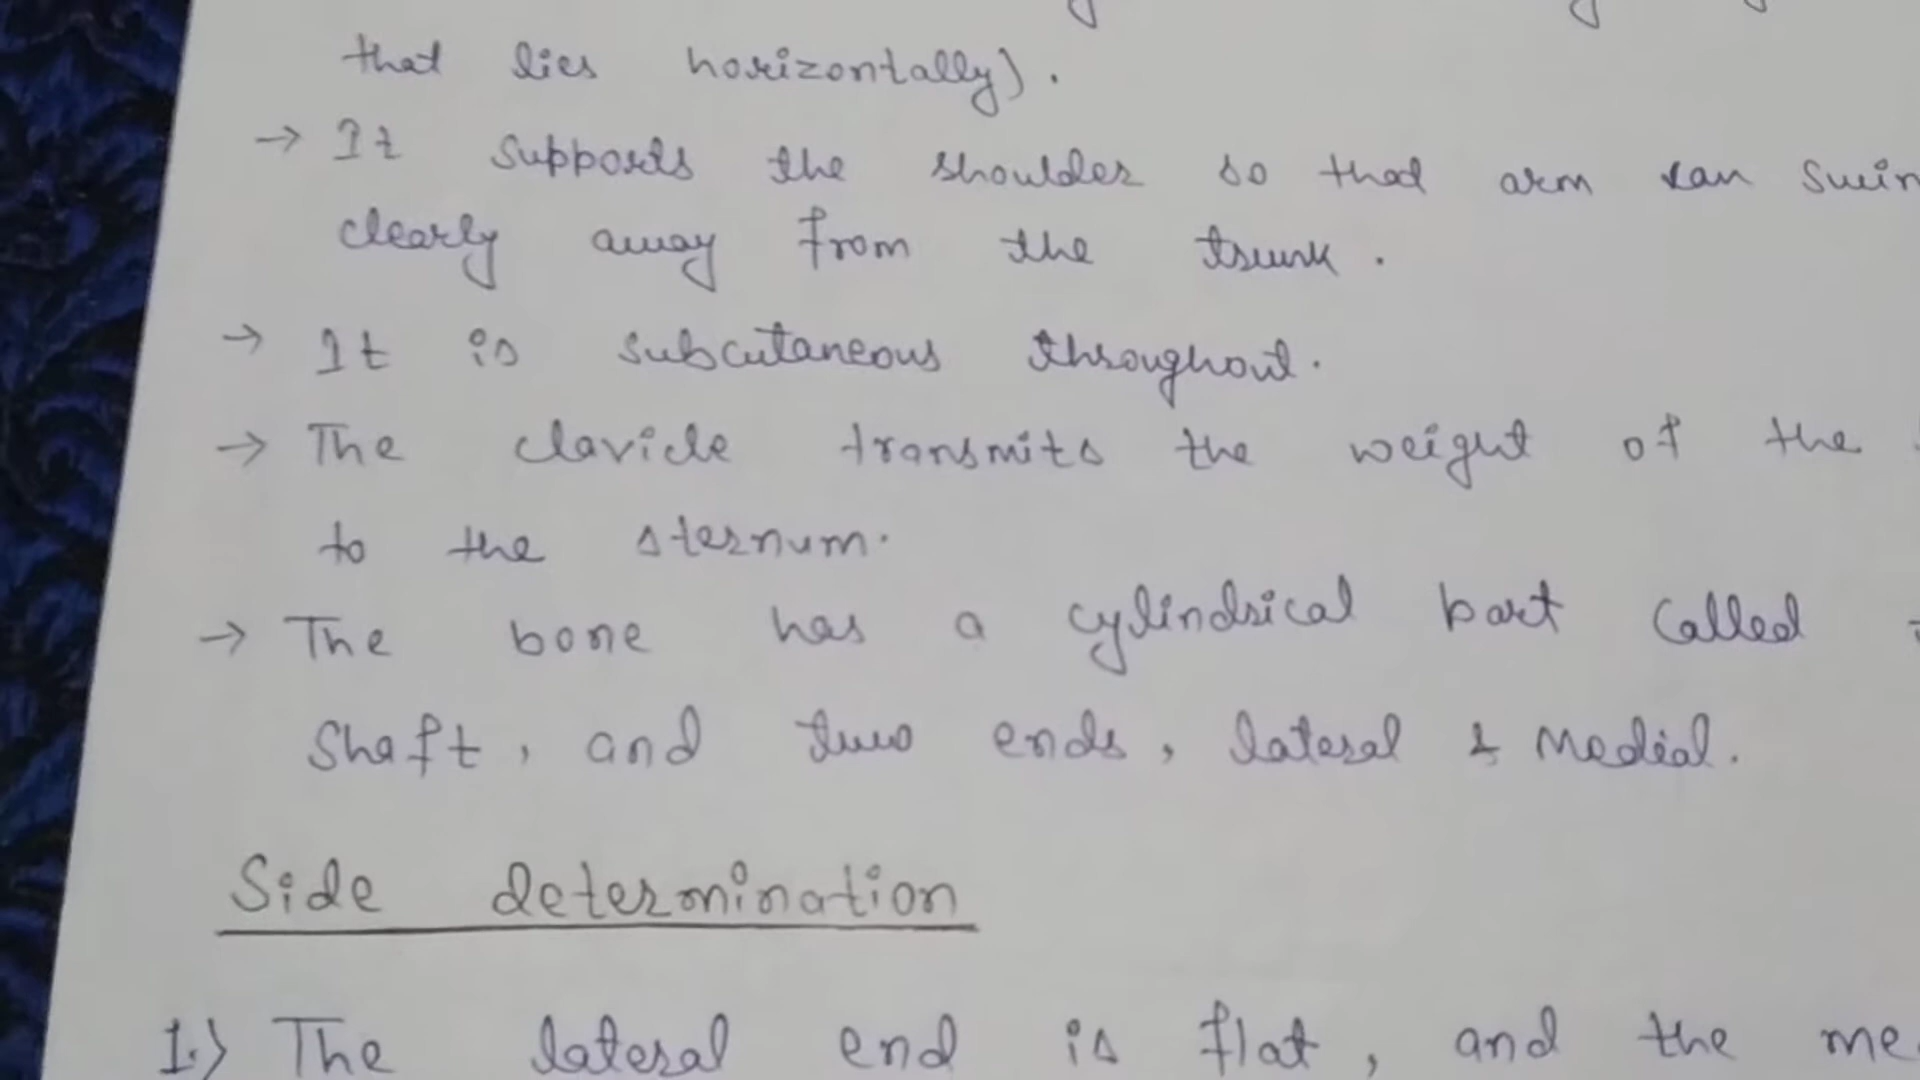 that lies horizontally).
→ It supports the shoulder so that arm can swin
clearly away from the trunk.
→ It is subcutaneous throughout.
→ The clavicle transmits the weight of the
to the sternum.
→ The bone has a cylindrical part called
Shaft, and two ends, lateral & Medial.
Side determination
1.) The lateral end is flat, and the me